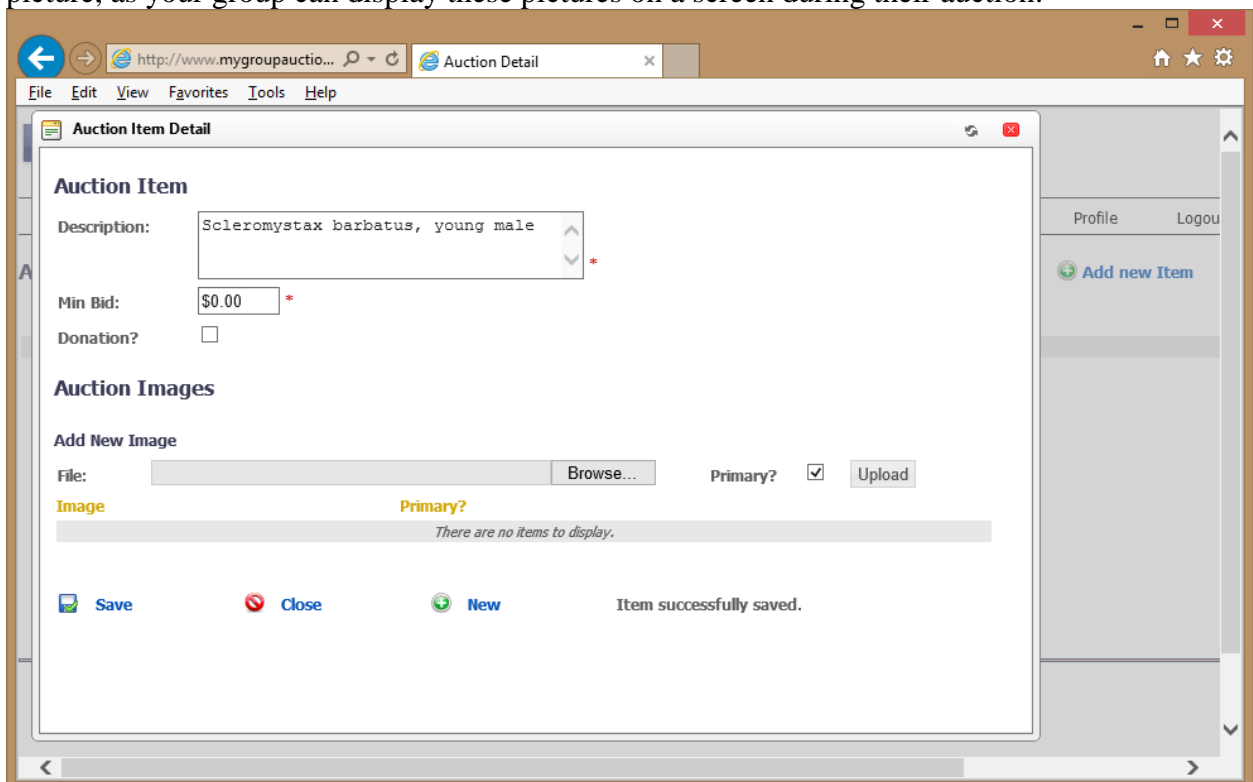 picture, as your group can display these pictures on a screen during their auction.
http://www.mygroupauctio... Auction Detail
File Edit View Favorites Tools Help
Auction Item Detail
Auction Item
Description: Scleromystax barbatus, young male *
Profile Logou
A Add new Item
Min Bid: $0.00 *
Donation?
Auction Images
Add New Image
File: Browse... Primary? Upload
Image Primary?
There are no items to display.
Save Close New Item successfully saved.